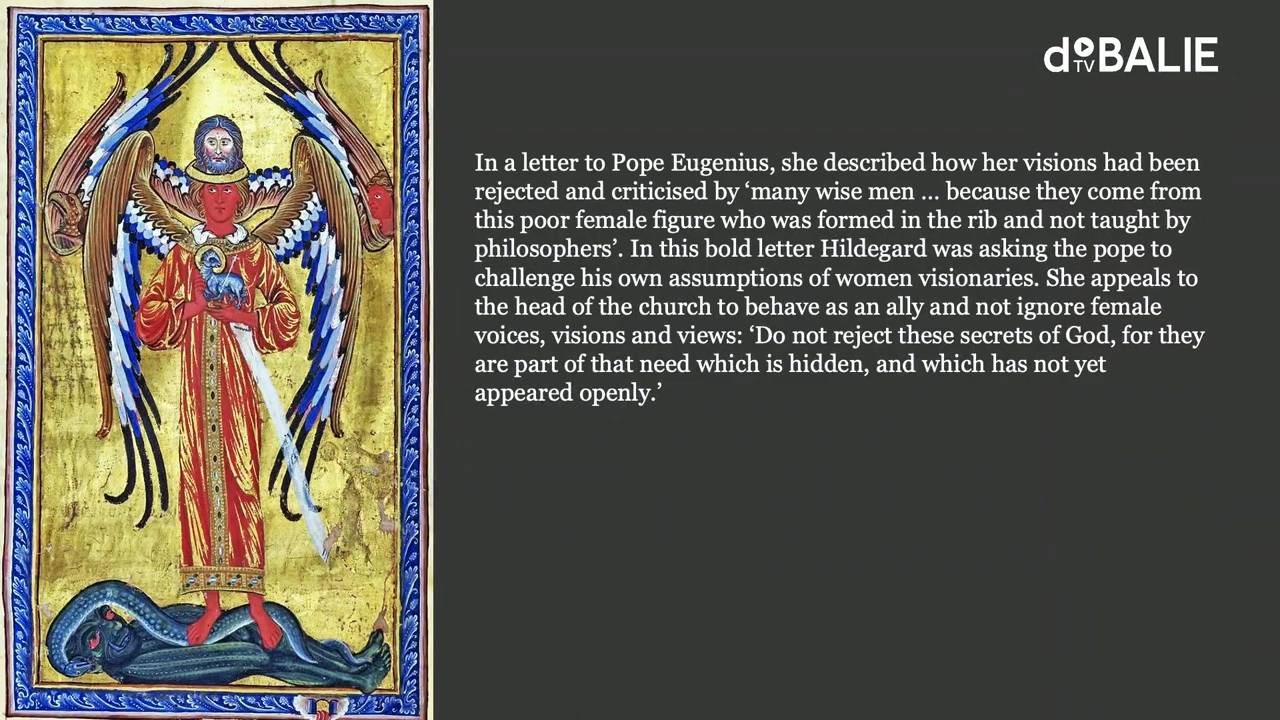 deBALIE
TV
In a letter to Pope Eugenius, she described how her visions had been
rejected and criticised by ‘many wise men ... because they come from
this poor female figure who was formed in the rib and not taught by
philosophers’. In this bold letter Hildegard was asking the pope to
challenge his own assumptions of women visionaries. She appeals to
the head of the church to behave as an ally and not ignore female
voices, visions and views: ‘Do not reject these secrets of God, for they
are part of that need which is hidden, and which has not yet
appeared openly.’